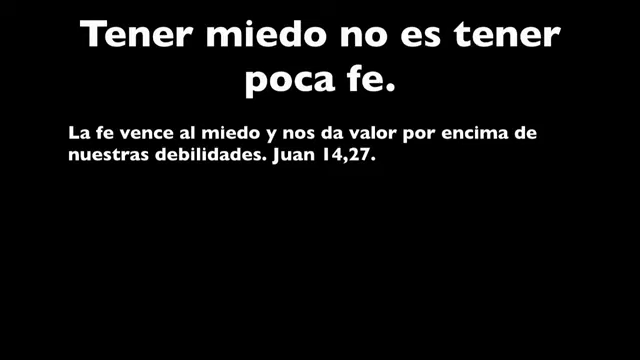 Tener miedo no es tener
poca fe.
La fe vence al miedo y nos da valor por encima de
nuestras debilidades. Juan 14,27.